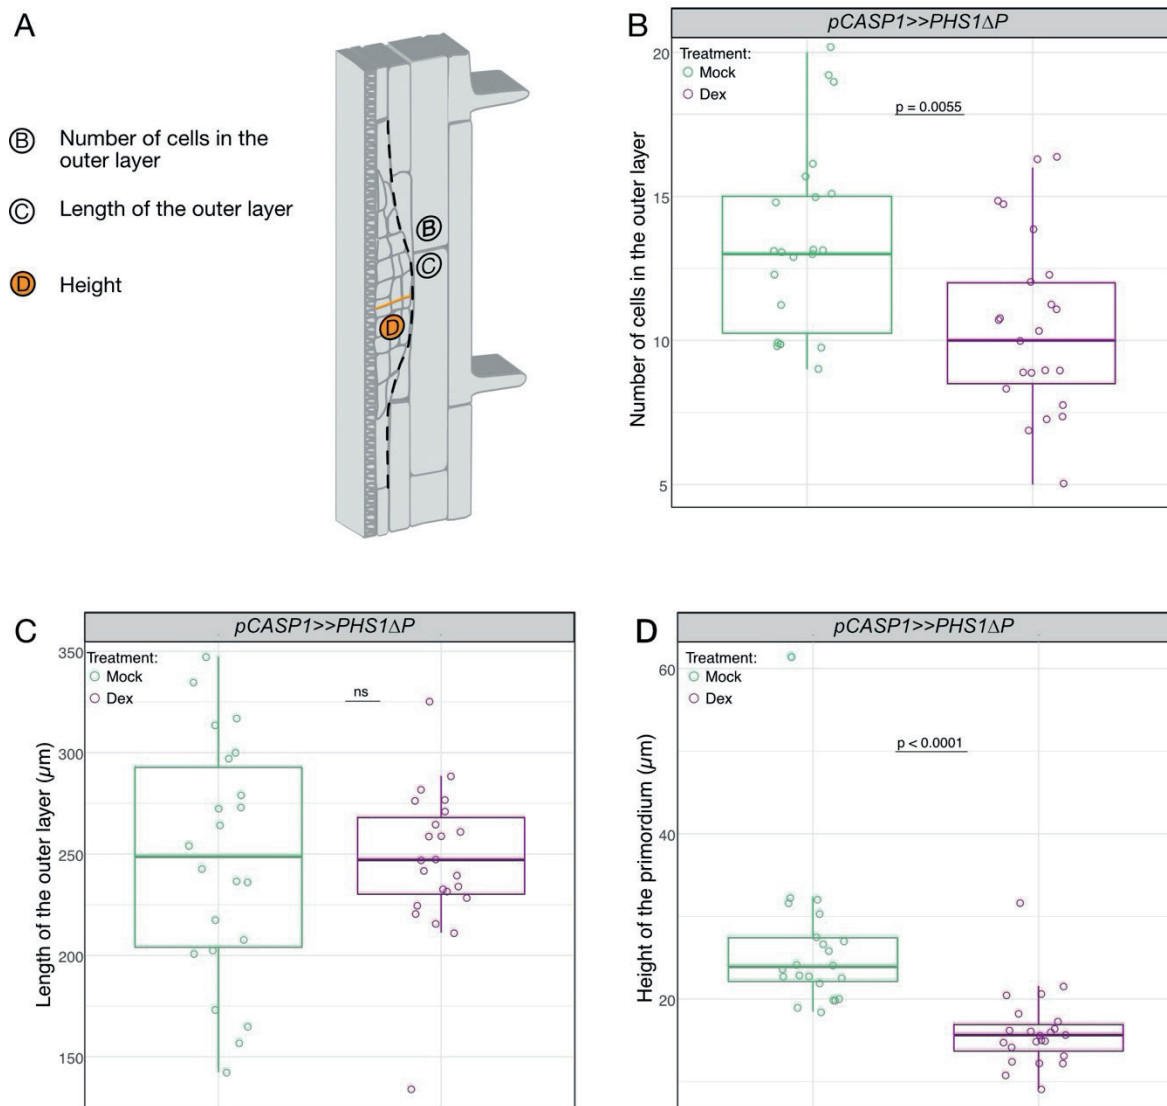 A
B
Number of cells in the
outer layer
C
Length of the outer layer
D
Height
B
C
D
B
pCASP1>>PHS1ΔP
Treatment:
Mock
Dex
p = 0.0055
Number of cells in the outer layer
20
15
10
5
C
pCASP1>>PHS1ΔP
Treatment:
Mock
Dex
ns
Length of the outer layer (µm)
350
300
250
200
150
D
pCASP1>>PHS1ΔP
Treatment:
Mock
Dex
p < 0.0001
Height of the primordium (µm)
60
40
20